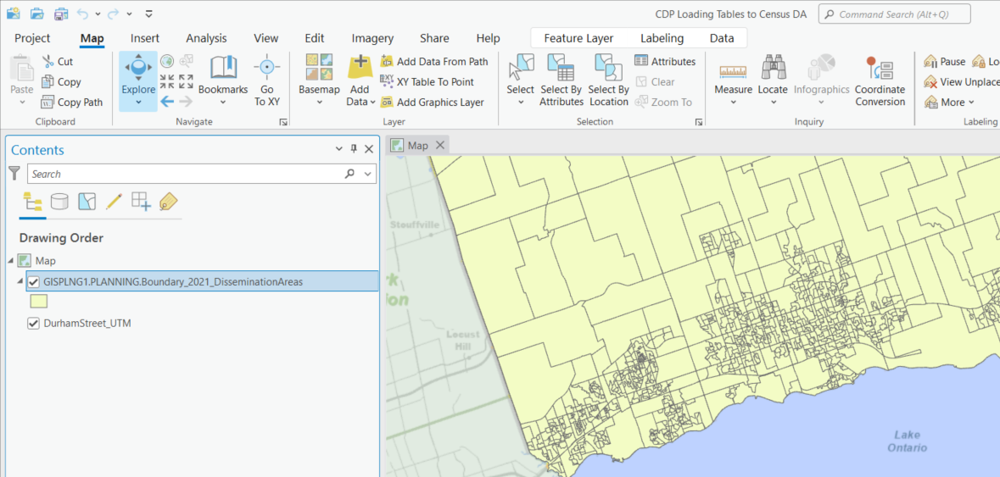 CDP Loading Tables to Census DA
Command Search (Alt+Q)
Project Map Insert Analysis View Edit Imagery Share Help Feature Layer Labeling Data
Paste
Cut
Copy
Copy Path
Clipboard
Explore
Bookmarks
Go
To XY
Navigate
Basemap
Add
Data
Add Data From Path
XY Table To Point
Add Graphics Layer
Layer
Select
Select By
Attributes
Select By
Location
Attributes
Clear
Zoom To
Selection
Measure
Locate
Infographics
Coordinate
Conversion
Inquiry
Pause
Lo
View Unplace
More
Labeling
Contents
Search
Drawing Order
Map
GISPLNG1.PLANNING.Boundary_2021_DisseminationAreas
DurhamStreet_UTM
Map
Stouffville
rk
on
Locust
Hill
Lake
Ontario